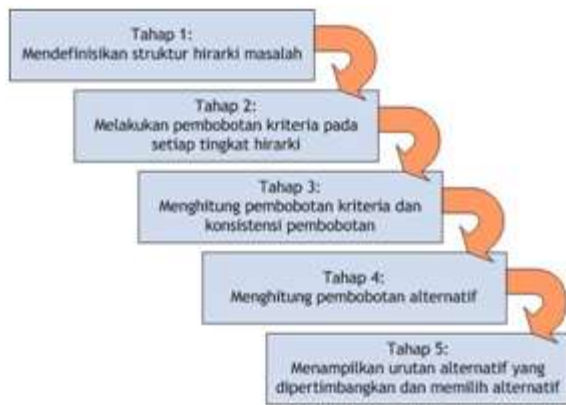 Tahap 1:
Mendefinisikan struktur hirarki masalah
Tahap 2:
Melakukan pembobotan kriteria pada
setiap tingkat hirarki
Tahap 3:
Menghitung pembobotan kriteria dan
konsistensi pembobotan
Tahap 4:
Menghitung pembobotan alternatif
Tahap 5:
Menampilkan urutan alternatif yang
dipertimbangkan dan memilih alternatif